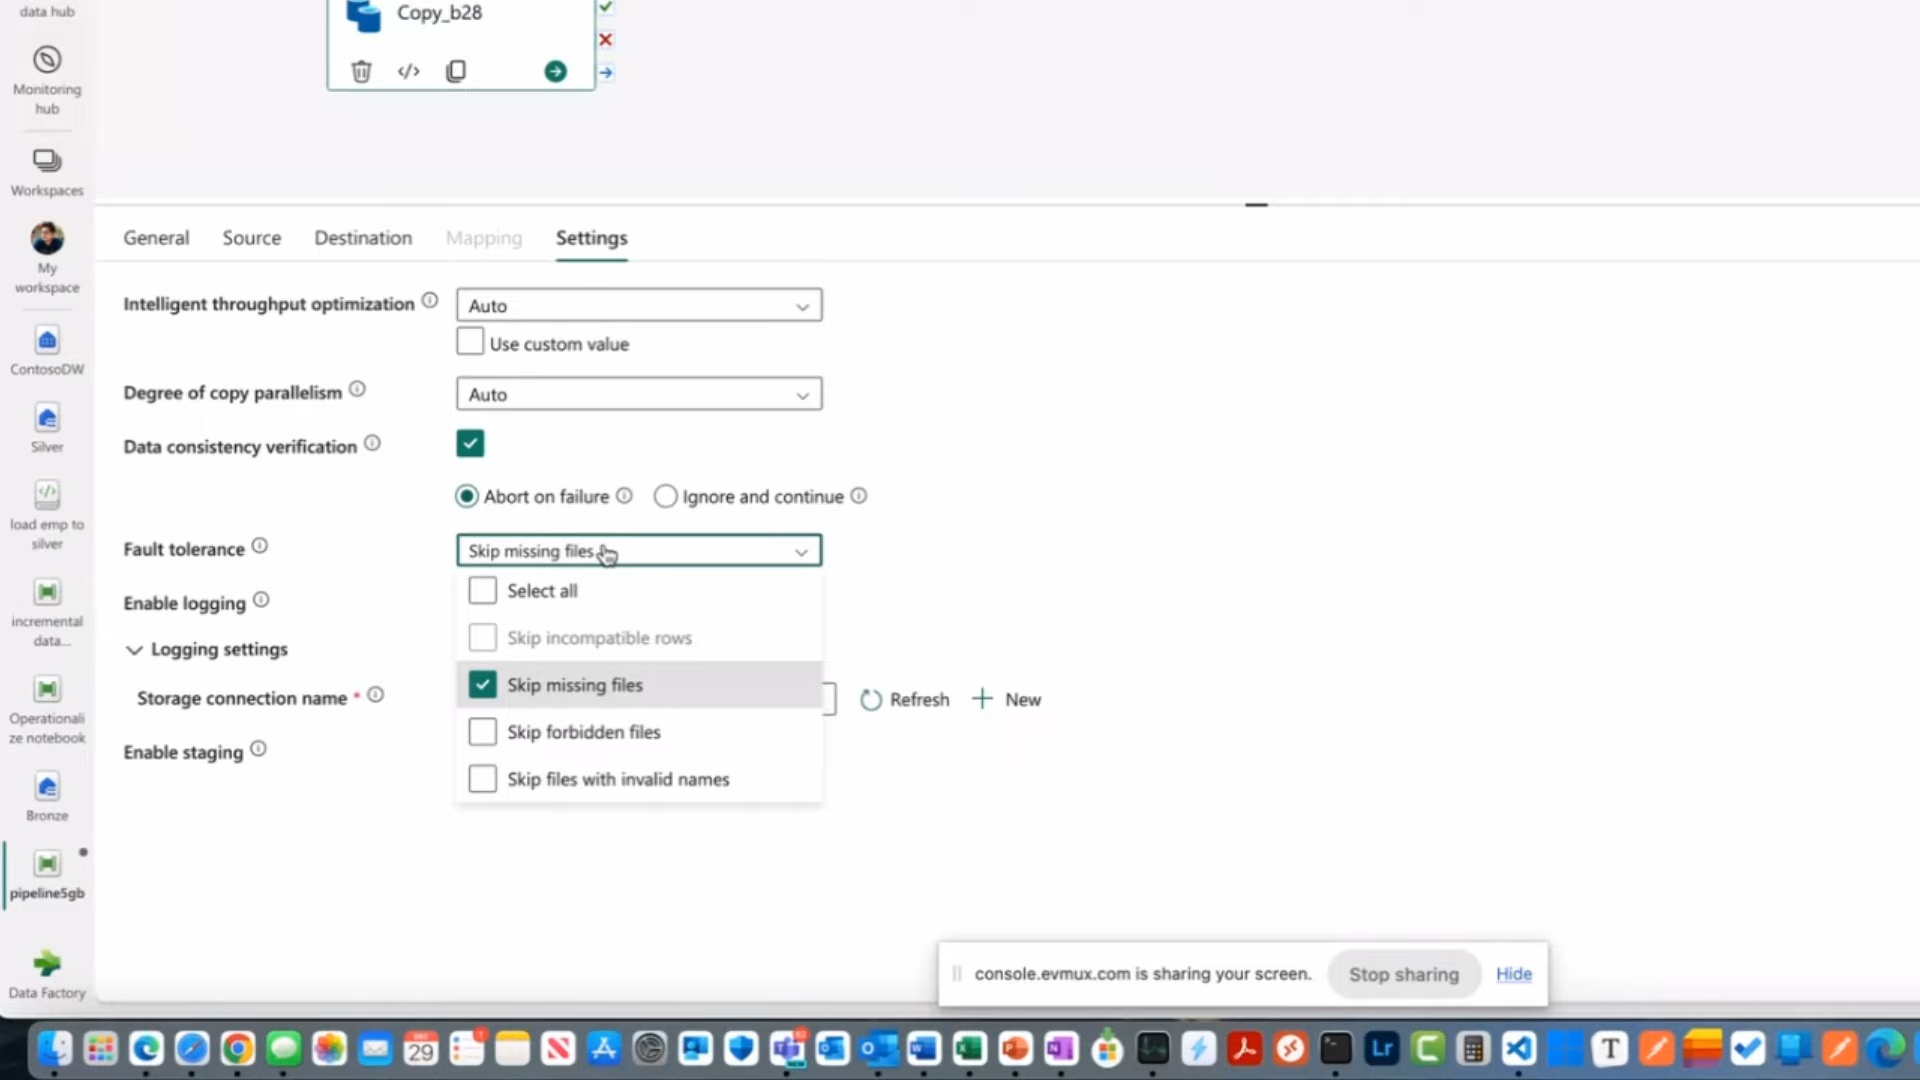 data hub
Monitoring
hub
Workspaces
My
workspace
ContosoDW
Silver
load emp to
silver
incremental
data...
Operationali
ze notebook
Bronze
pipeline5gb
Data Factory
Copy_b28
General
Source
Destination
Mapping
Settings
Intelligent throughput optimization
Auto
Use custom value
Degree of copy parallelism
Auto
Data consistency verification
Abort on failure
Ignore and continue
Fault tolerance
Skip missing files
Select all
Skip incompatible rows
Skip missing files
Skip forbidden files
Skip files with invalid names
Enable logging
Logging settings
Storage connection name *
Refresh
New
Enable staging
console.evmux.com is sharing your screen.
Stop sharing
Hide
29
Lr
T